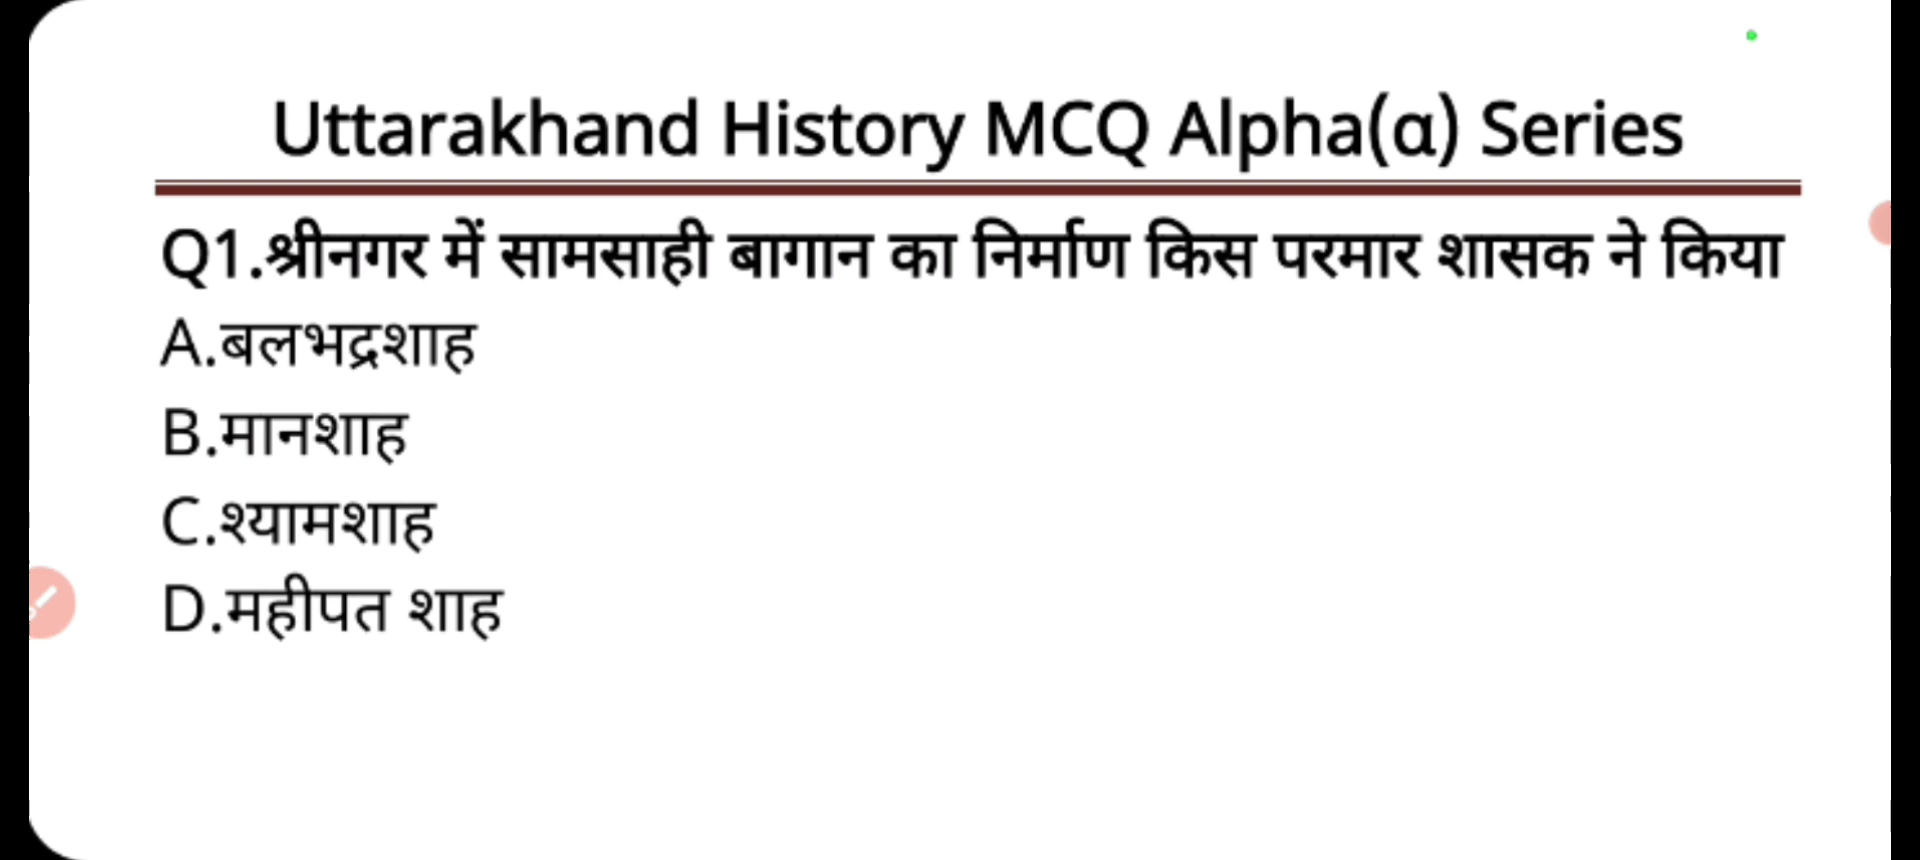 Uttarakhand History MCQ Alpha(α) Series
Q1.श्रीनगर में सामसाही बागान का निर्माण किस परमार शासक ने किया
A.बलभद्रशाह
B.मानशाह
C.श्यामशाह
D.महीपत शाह